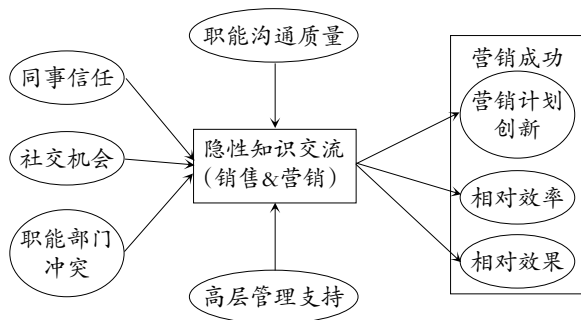 职能沟通质量
同事信任
社交机会
职能部门
冲突
隐性知识交流
(销售&营销)
高层管理支持
营销成功
营销计划
创新
相对效率
相对效果